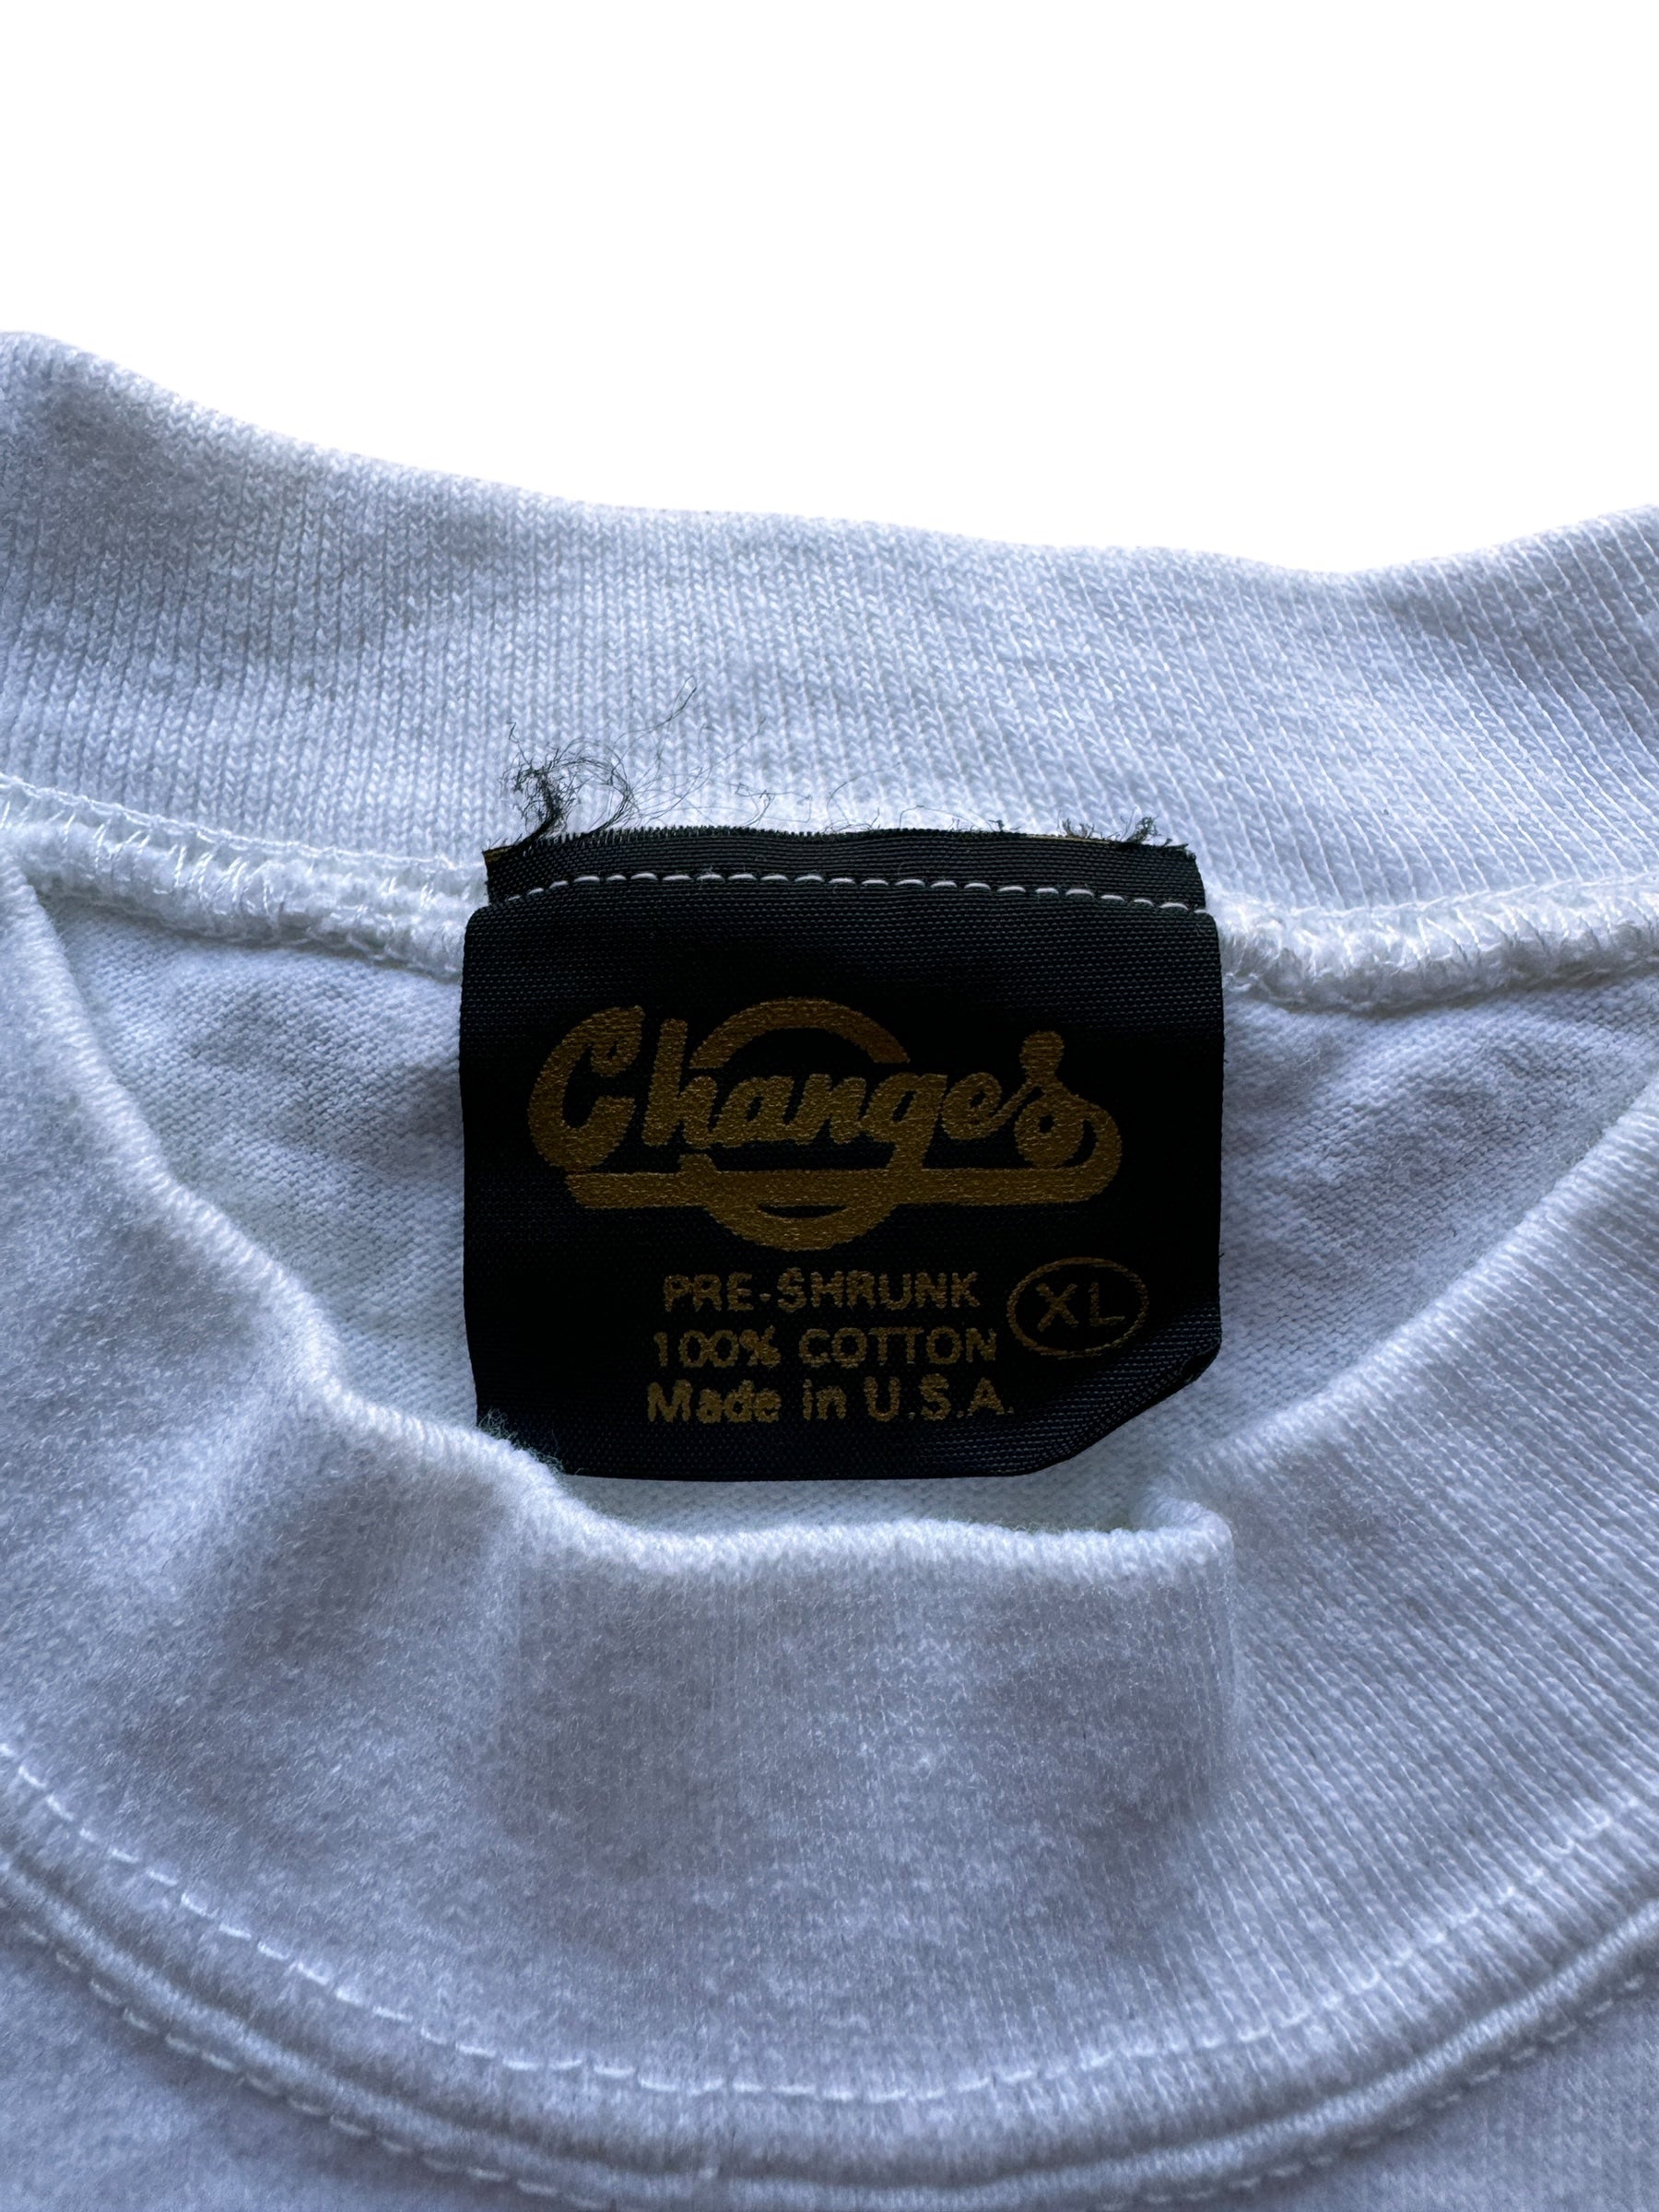 Changes
PRE-SHRUNK
100% COTTON
XL
Made in U.S.A.